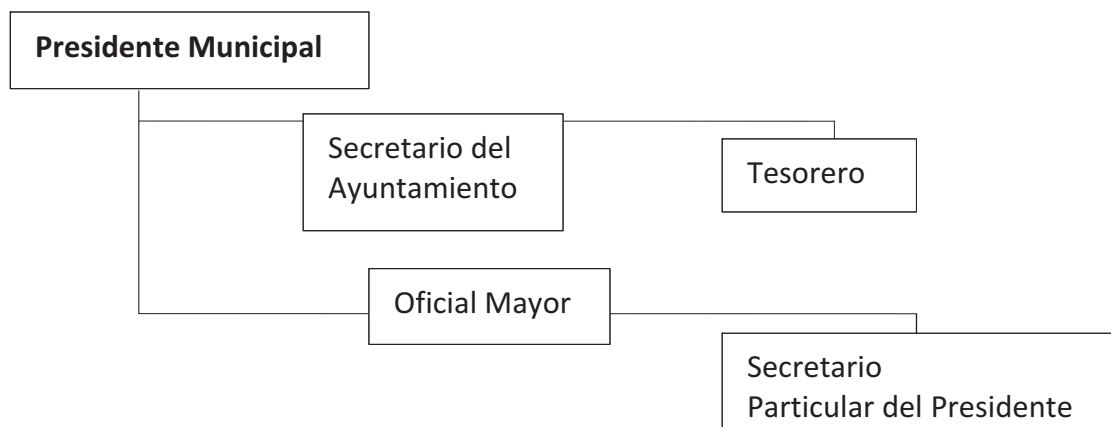 Presidente Municipal
Secretario del
Ayuntamiento
Tesorero
Oficial Mayor
Secretario
Particular del Presidente